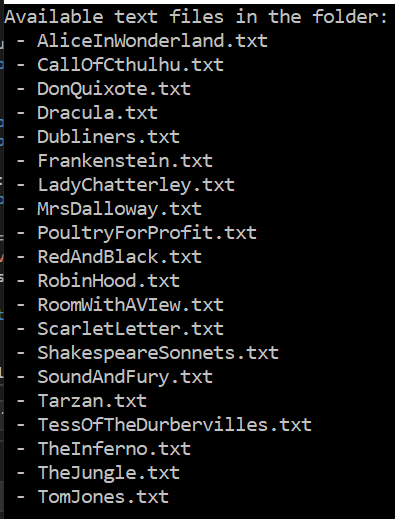 Available text files in the folder:
- AliceInWonderland.txt
- CallOfCthulhu.txt
- DonQuixote.txt
- Dracula.txt
- Dubliners.txt
- Frankenstein.txt
- LadyChatterley.txt
- MrsDalloway.txt
- PoultryForProfit.txt
- RedAndBlack.txt
- RobinHood.txt
- RoomWithAVIew.txt
- ScarletLetter.txt
- ShakespeareSonnets.txt
- SoundAndFury.txt
- Tarzan.txt
- TessOfTheDurbervilles.txt
- TheInferno.txt
- TheJungle.txt
- TomJones.txt